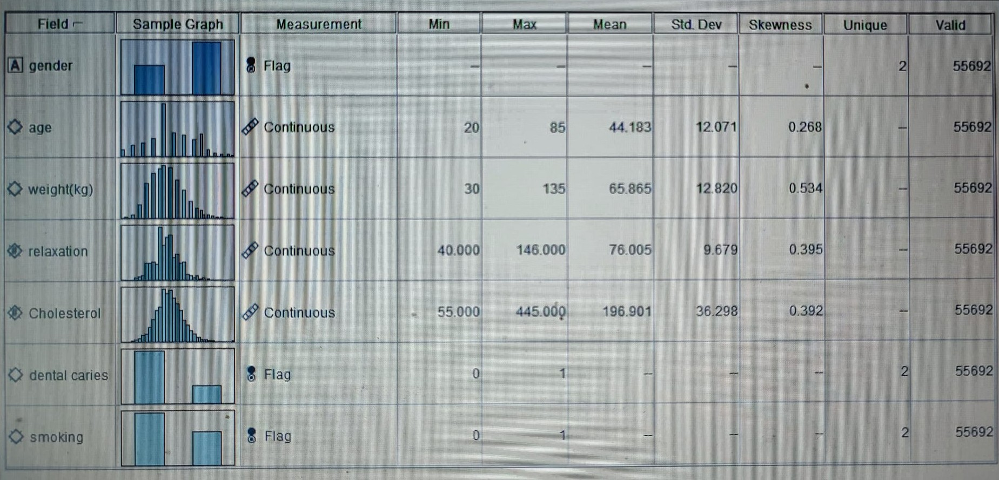 Field Sample Graph Measurement Min Max Mean Std. Dev Skewness Unique Valid
A gender Flag -- -- -- -- -- 2 55692
age Continuous 20 85 44.183 12.071 0.268 -- 55692
weight(kg) Continuous 30 135 65.865 12.820 0.534 -- 55692
relaxation Continuous 40.000 146.000 76.005 9.679 0.395 -- 55692
Cholesterol Continuous 55.000 445.000 196.901 36.298 0.392 -- 55692
dental caries Flag 0 1 -- -- -- 2 55692
smoking Flag 0 1 -- -- -- 2 55692